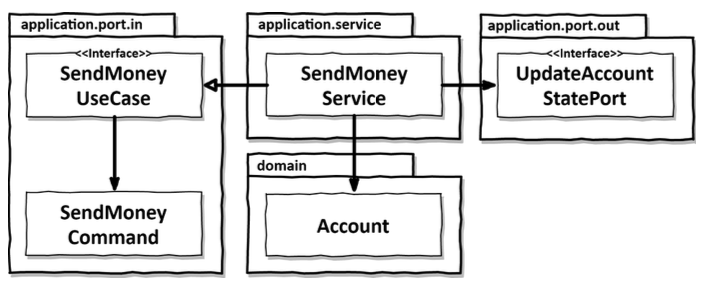 application.port.in
<<Interface>>
SendMoney
UseCase
SendMoney
Command
application.service
SendMoney
Service
domain
Account
application.port.out
<<Interface>>
UpdateAccount
StatePort